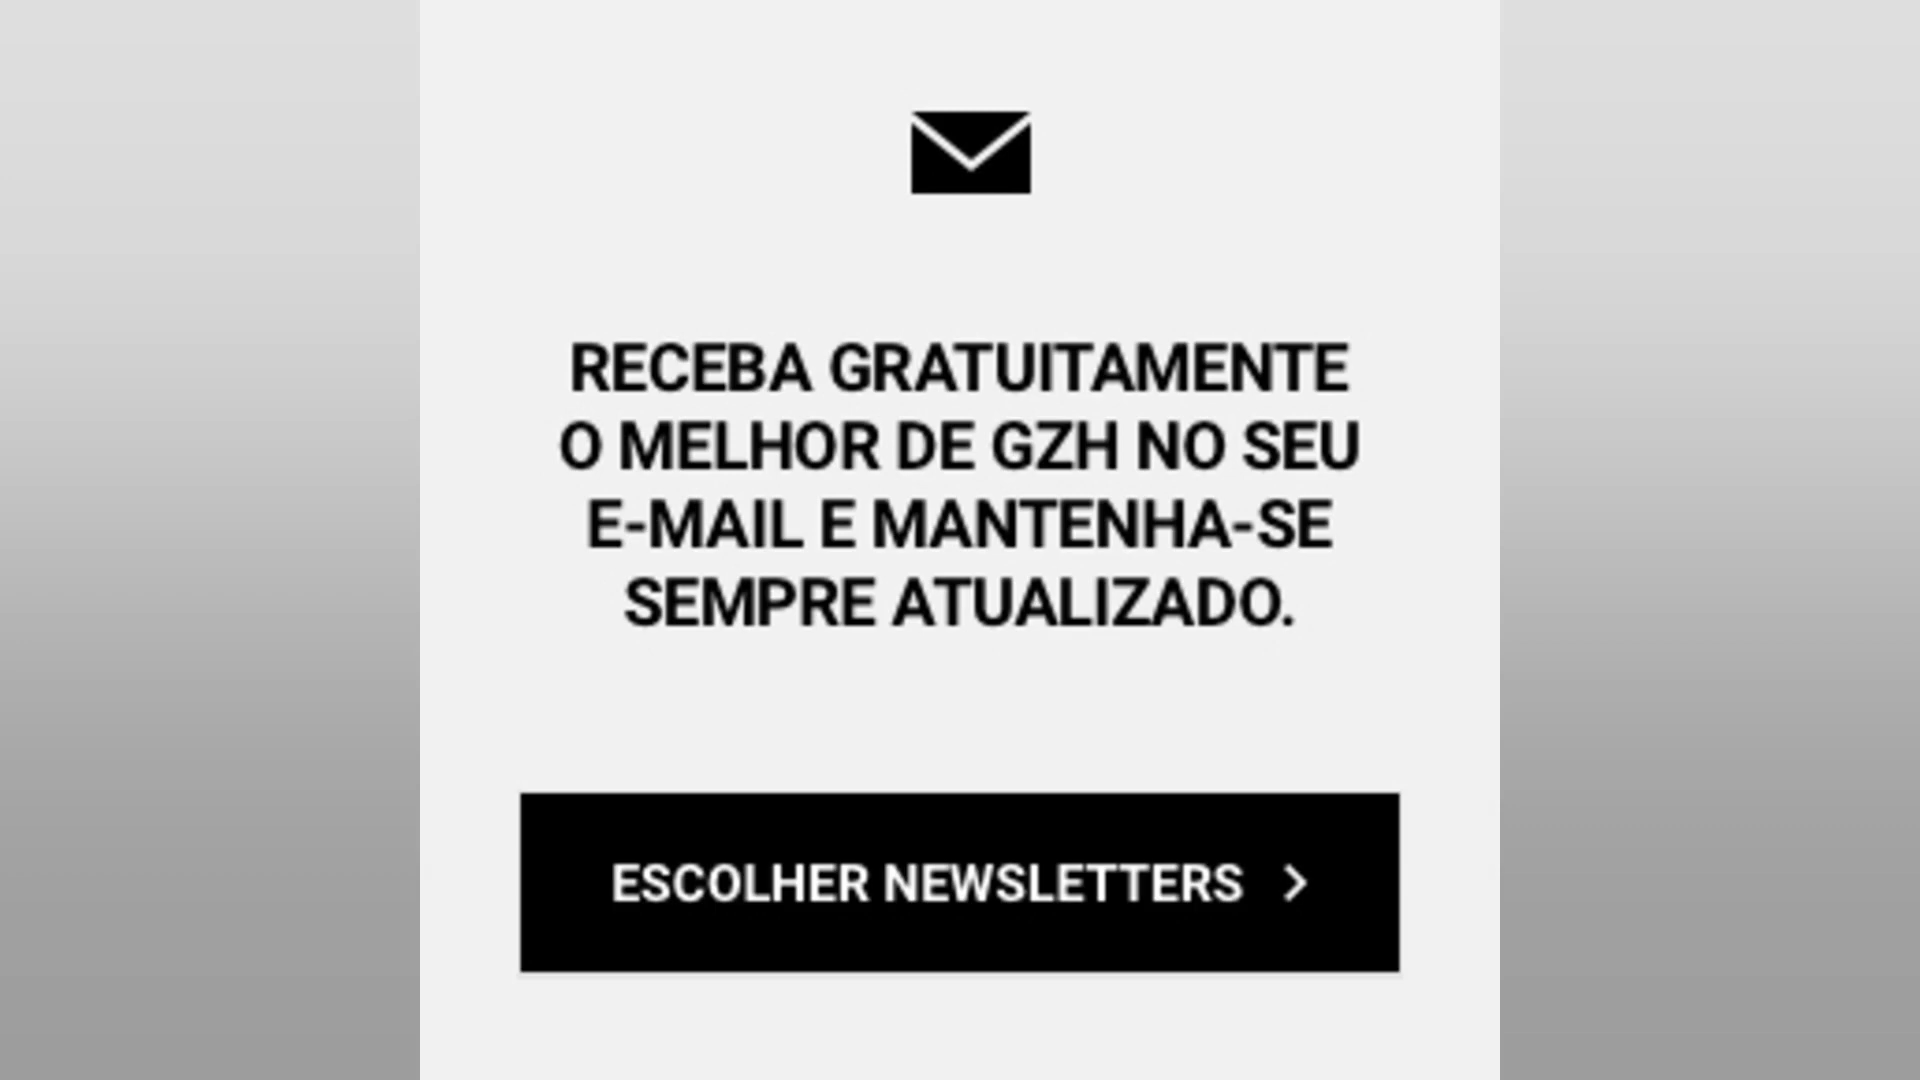 RECEBA GRATUITAMENTE
O MELHOR DE GZH NO SEU
E-MAIL E MANTENHA-SE
SEMPRE ATUALIZADO.
ESCOLHER NEWSLETTERS